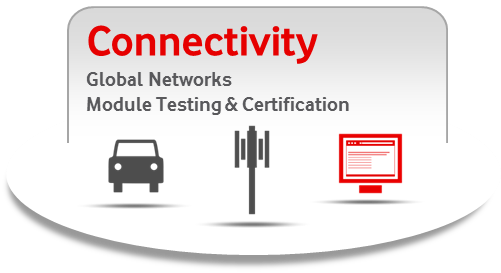 Connectivity
Global Networks
Module Testing & Certification